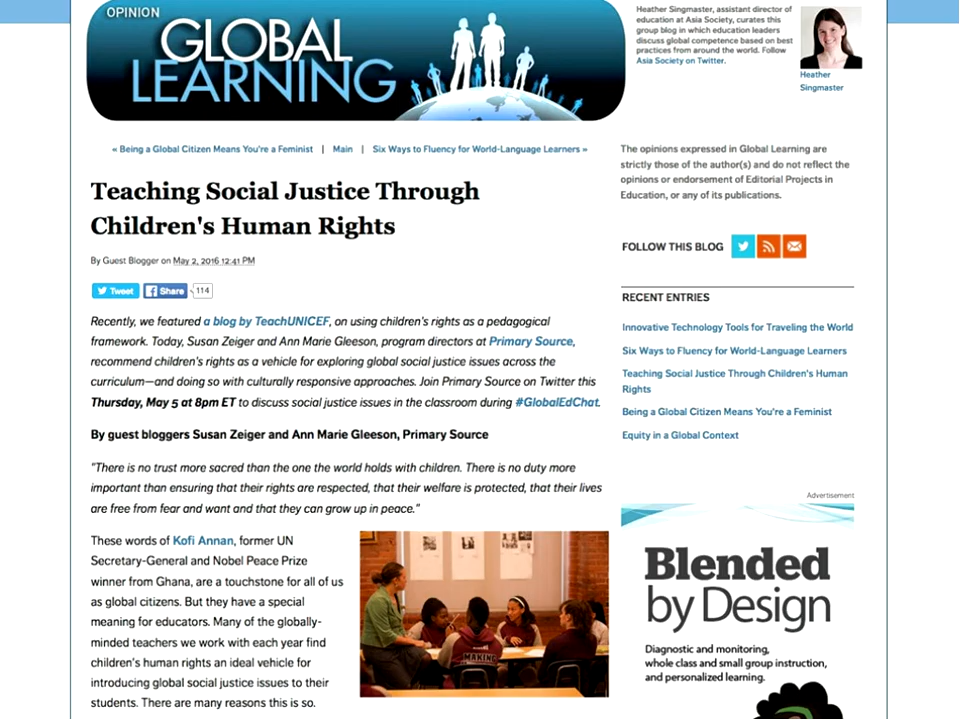 OPINION
GLOBAL
LEARNING
Heather Singmaster, assistant director of
education at Asia Society, curates this
group blog in which education leaders
discuss global competence based on best
practices from around the world. Follow
Asia Society on Twitter.
Heather
Singmaster
« Being a Global Citizen Means You're a Feminist | Main | Six Ways to Fluency for World-Language Learners »
Teaching Social Justice Through
Children's Human Rights
By Guest Blogger on May 2, 2016 12:41 PM
Tweet Share 114
Recently, we featured a blog by TeachUNICEF, on using children's rights as a pedagogical
framework. Today, Susan Zeiger and Ann Marie Gleeson, program directors at Primary Source,
recommend children's rights as a vehicle for exploring global social justice issues across the
curriculum—and doing so with culturally responsive approaches. Join Primary Source on Twitter this
Thursday, May 5 at 8pm ET to discuss social justice issues in the classroom during #GlobalEdChat.
By guest bloggers Susan Zeiger and Ann Marie Gleeson, Primary Source
"There is no trust more sacred than the one the world holds with children. There is no duty more
important than ensuring that their rights are respected, that their welfare is protected, that their lives
are free from fear and want and that they can grow up in peace."
These words of Kofi Annan, former UN
Secretary-General and Nobel Peace Prize
winner from Ghana, are a touchstone for all of us
as global citizens. But they have a special
meaning for educators. Many of the globally-
minded teachers we work with each year find
children's human rights an ideal vehicle for
introducing global social justice issues to their
students. There are many reasons this is so.
MAKING
The opinions expressed in Global Learning are
strictly those of the author(s) and do not reflect the
opinions or endorsement of Editorial Projects in
Education, or any of its publications.
FOLLOW THIS BLOG
RECENT ENTRIES
Innovative Technology Tools for Traveling the World
Six Ways to Fluency for World-Language Learners
Teaching Social Justice Through Children's Human
Rights
Being a Global Citizen Means You're a Feminist
Equity in a Global Context
Advertisement
Blended
by Design
Diagnostic and monitoring,
whole class and small group instruction,
and personalized learning.